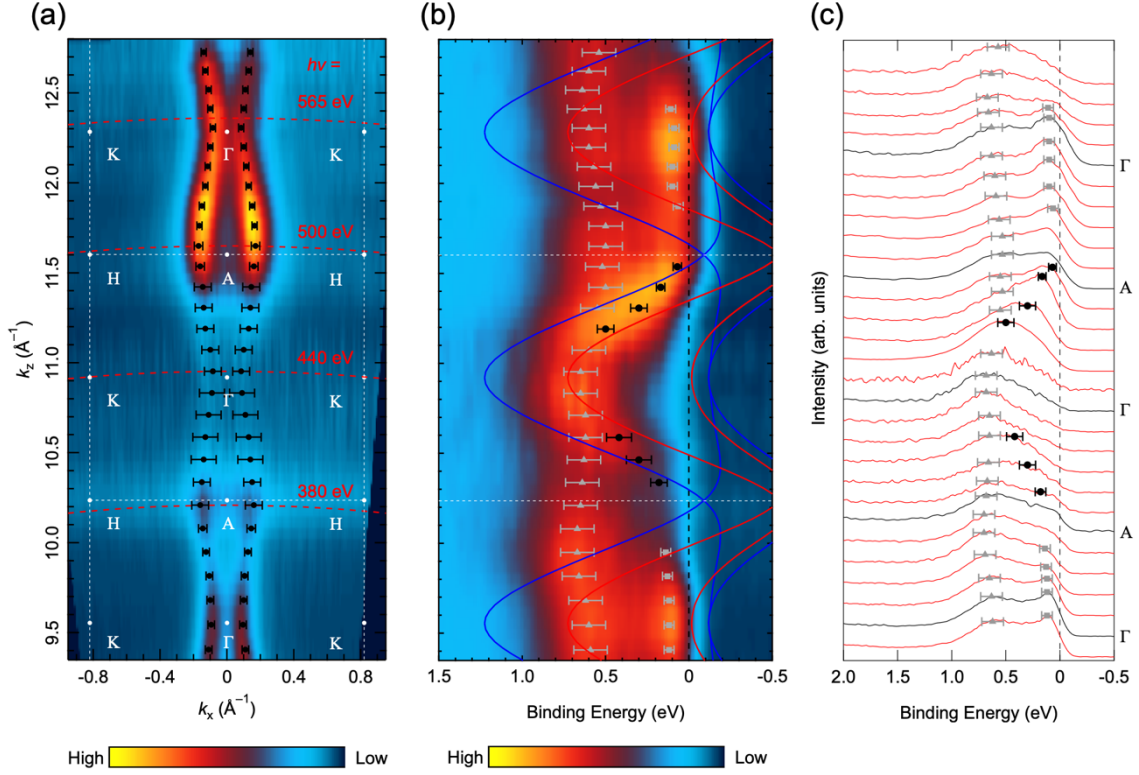 (a)
hν =
565 eV
K
Γ
K
500 eV
H
A
H
440 eV
K
Γ
K
380 eV
H
A
H
K
Γ
K
12.5
12.0
11.5
11.0
10.5
10.0
9.5
kz (Å−1)
-0.8
-0.4
0.0
0.4
0.8
kx (Å−1)
High
Low
(b)
1.5
1.0
0.5
0
-0.5
Binding Energy (eV)
High
Low
(c)
Intensity (arb. units)
Γ
A
Γ
A
Γ
2.0
1.5
1.0
0.5
0
-0.5
Binding Energy (eV)